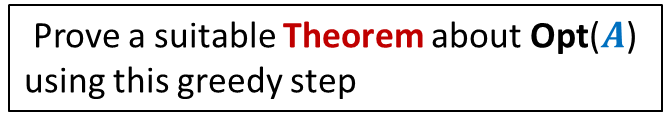 Prove a suitable Theorem about Opt(A)
using this greedy step